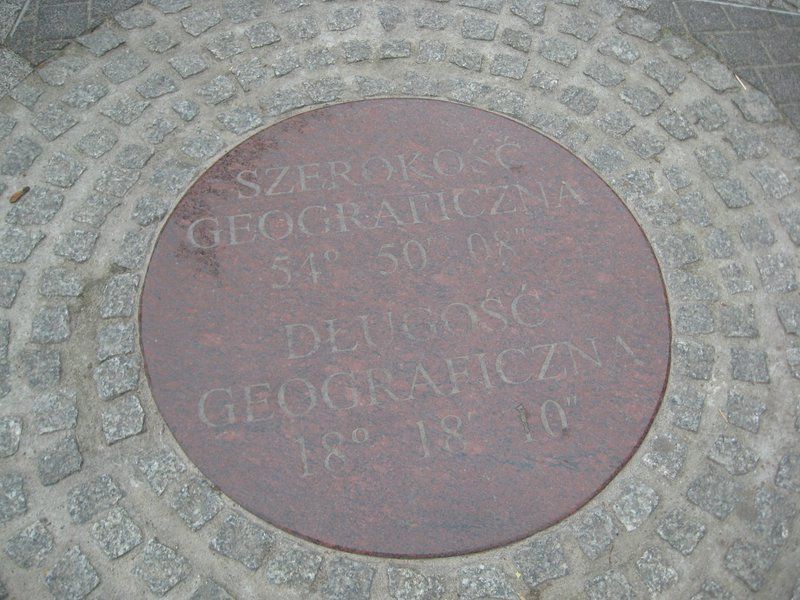 SZEROKOŚĆ
GEOGRAFICZNA
54° 50' 08"
DŁUGOŚĆ
GEOGRAFICZNA
18° 18' 10"